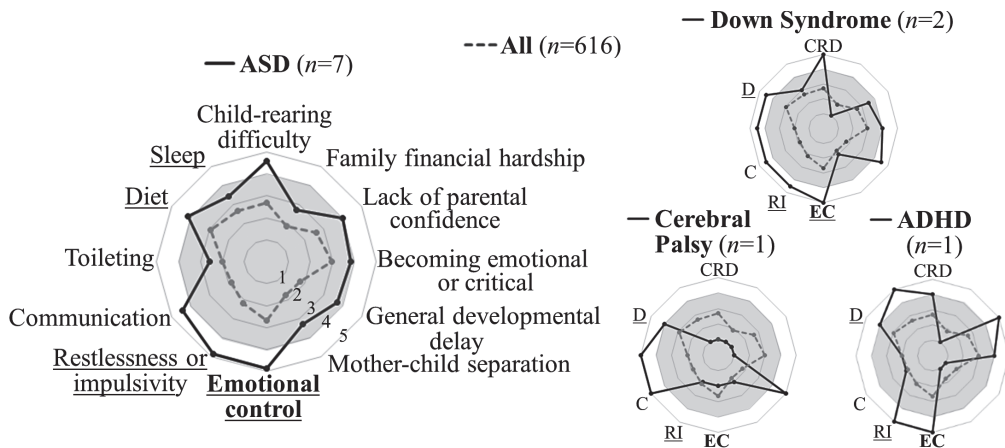 ASD (n=7)
All (n=616)
Child-rearing
difficulty
Family financial hardship
Lack of parental
confidence
Becoming emotional
or critical
General developmental
delay
Mother-child separation
Emotional
control
Restlessness or
impulsivity
Communication
Toileting
Diet
Sleep
1
2
3
4
5
Down Syndrome (n=2)
CRD
D
C
RI
EC
Cerebral
Palsy (n=1)
CRD
D
C
RI
EC
ADHD
(n=1)
CRD
D
C
RI
EC